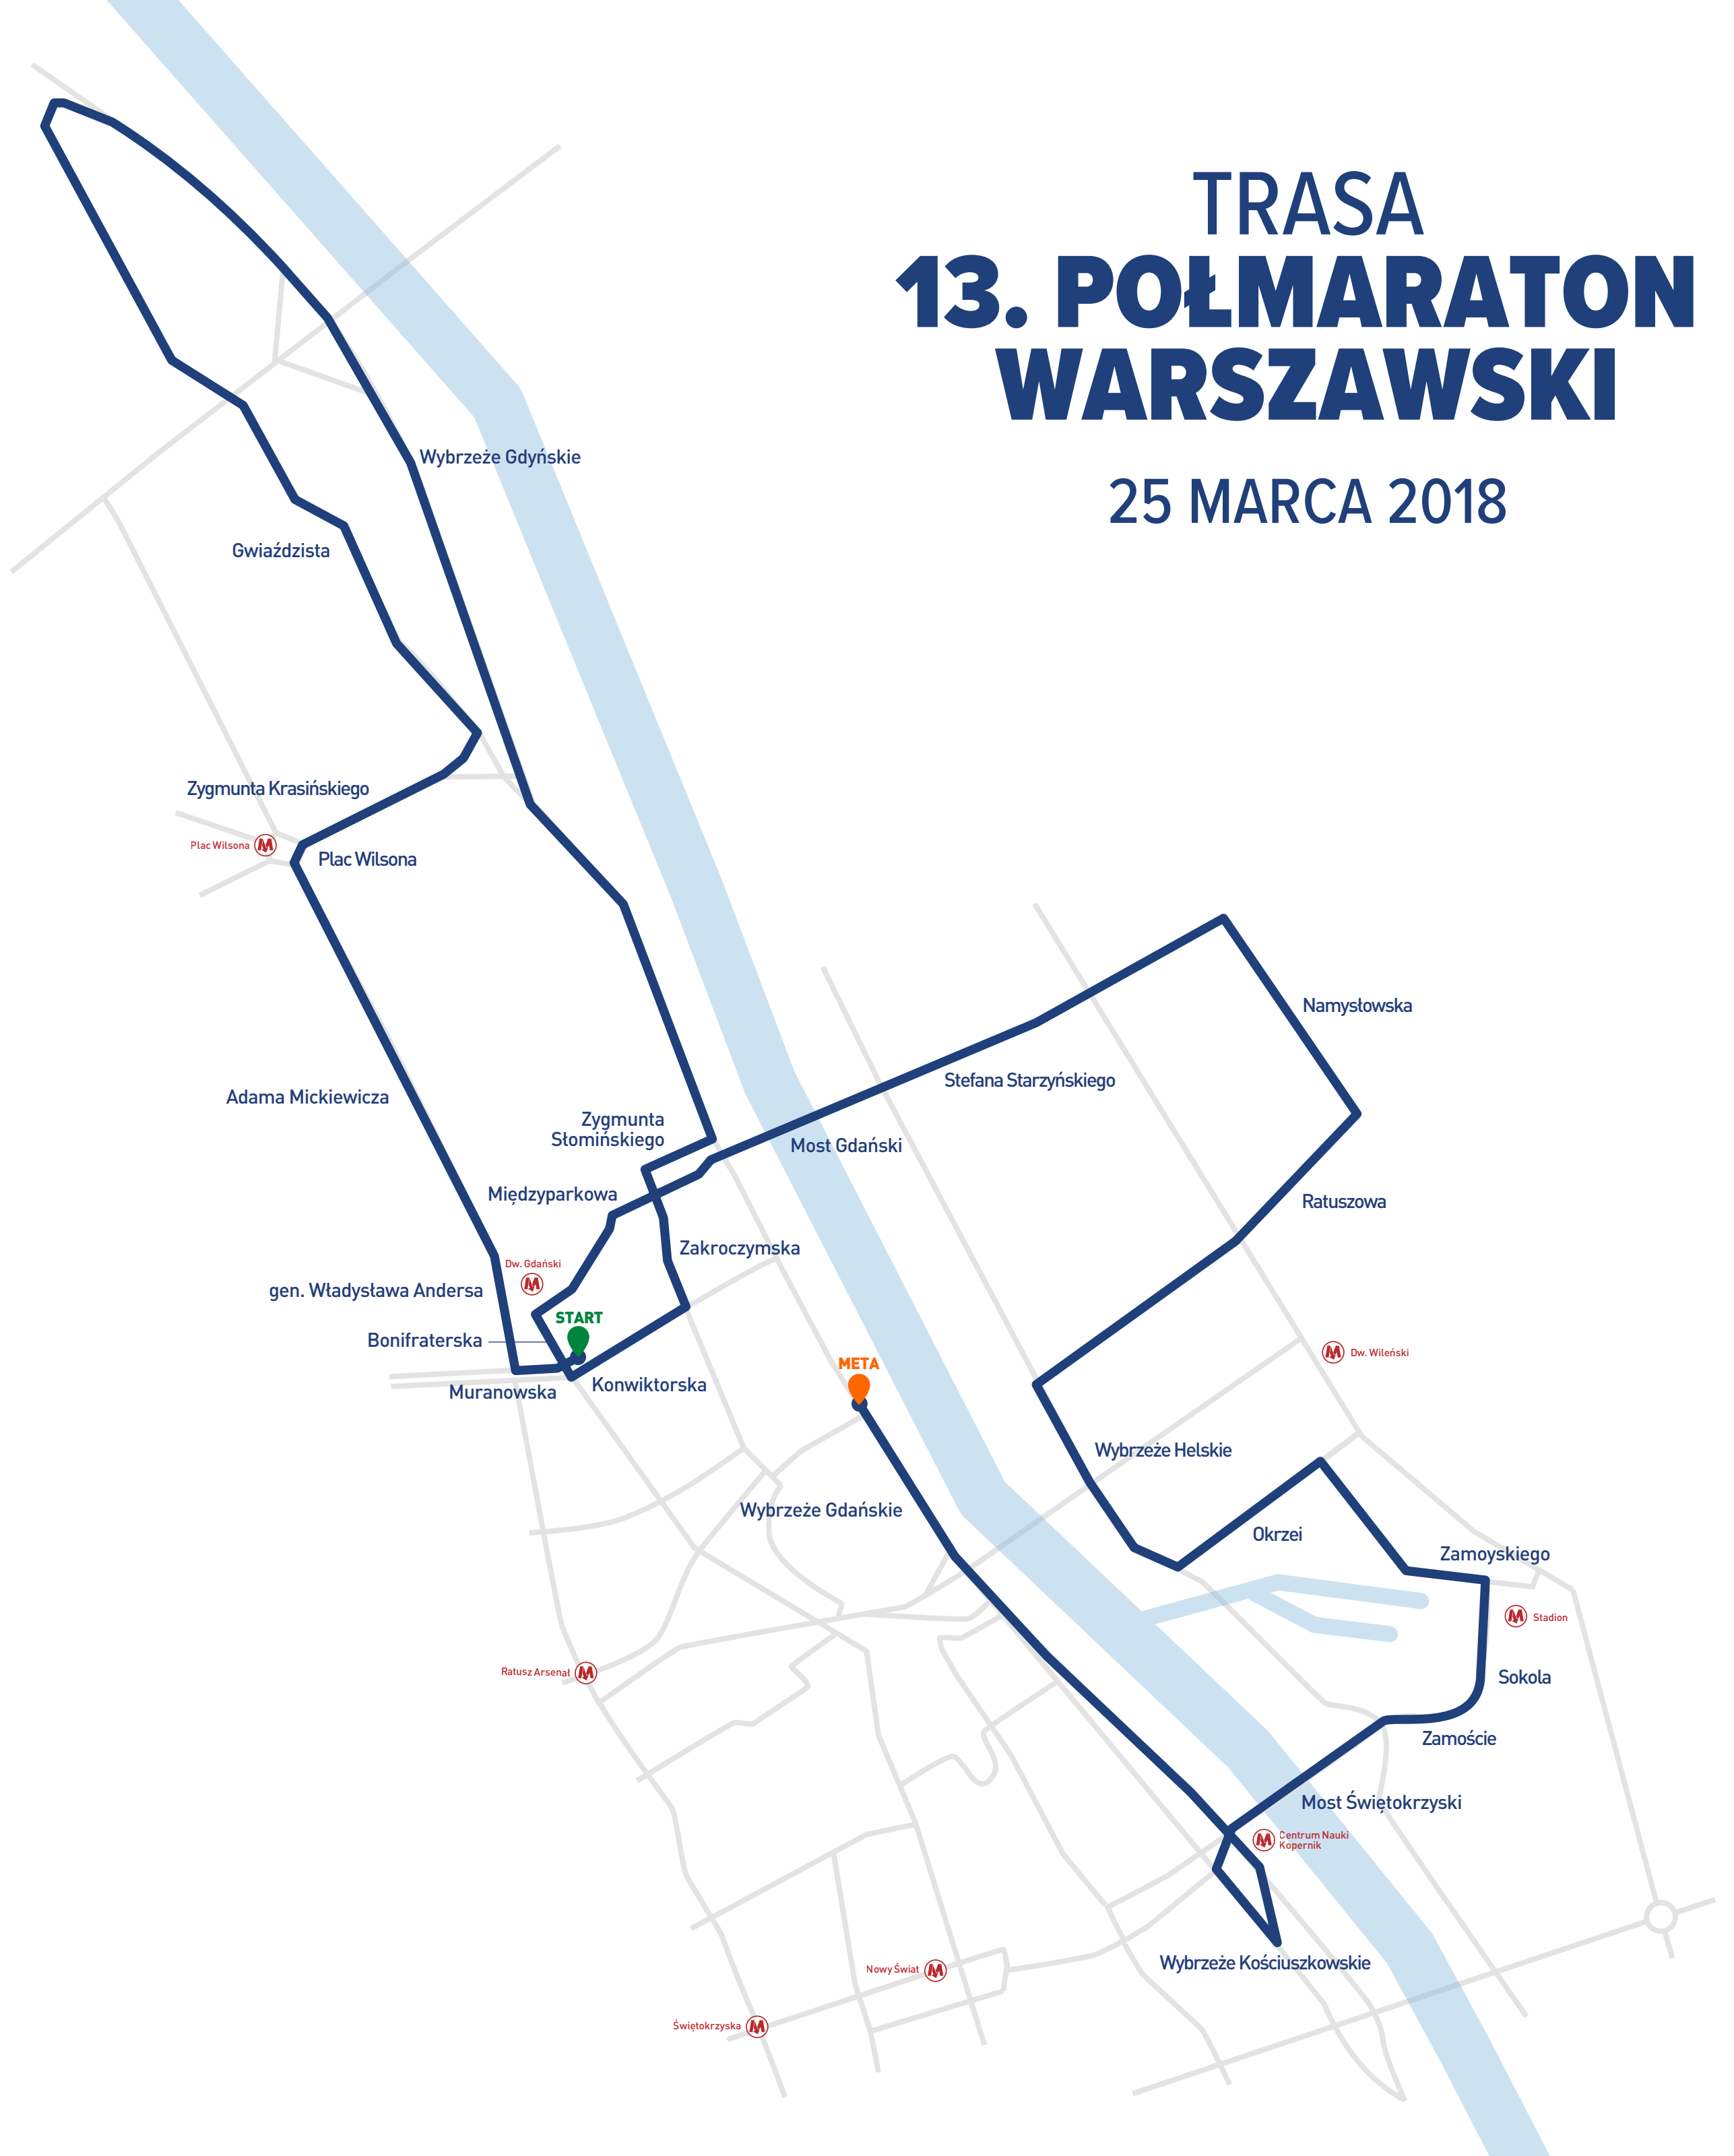 TRASA
13. POŁMARATON
WARSZAWSKI
25 MARCA 2018
Wybrzeże Gdyńskie
Gwiaździsta
Zygmunta Krasińskiego
Plac Wilsona
Plac Wilsona
Namysłowska
Stefana Starzyńskiego
Adama Mickiewicza
Zygmunta
Słomińskiego
Most Gdański
Międzyparkowa
Ratuszowa
Zakroczymska
Dw. Gdański
gen. Władysława Andersa
START
Bonifraterska
Dw. Wileński
META
Konwiktorska
Muranowska
Wybrzeże Helskie
Wybrzeże Gdańskie
Okrzei
Zamoyskiego
Stadion
Ratusz Arsenał
Sokola
Zamoście
Most Świętokrzyski
Centrum Nauki
Kopernik
Wybrzeże Kościuszkowskie
Nowy Świat
Świętokrzyska